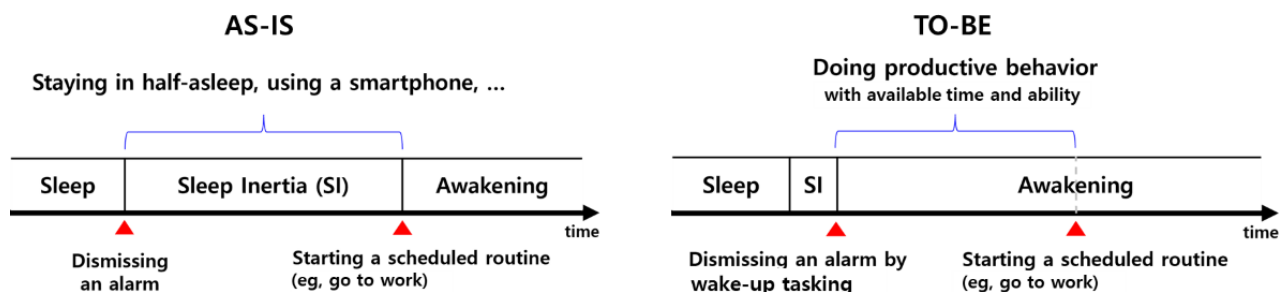 AS-IS
Staying in half-asleep, using a smartphone, ...
Sleep
Sleep Inertia (SI)
Awakening
time
Dismissing
an alarm
Starting a scheduled routine
(eg, go to work)
TO-BE
Doing productive behavior
with available time and ability
Sleep
SI
Awakening
time
Dismissing an alarm by
wake-up tasking
Starting a scheduled routine
(eg, go to work)